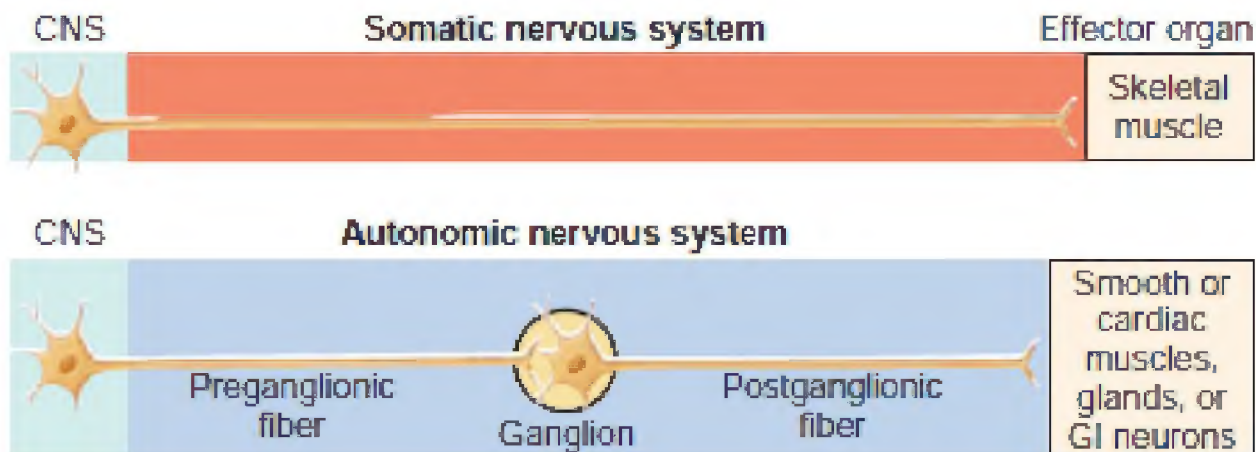 CNS Somatic nervous system Effector organ
Skeletal
muscle
CNS Autonomic nervous system
Smooth or
cardiac
muscles,
glands, or
GI neurons
Preganglionic
fiber
Ganglion
Postganglionic
fiber